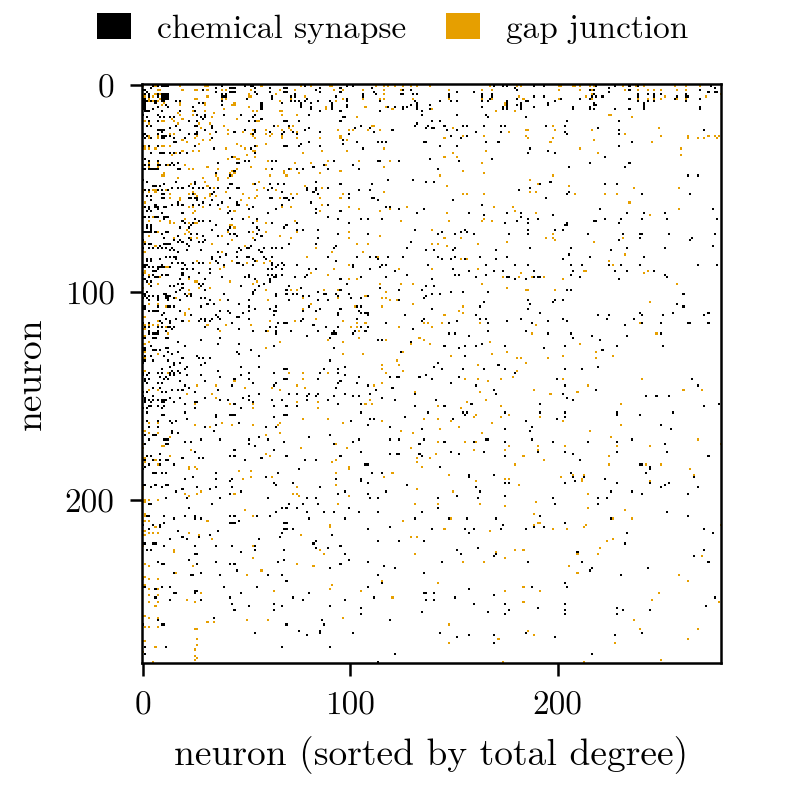 chemical synapse gap junction
0
100
200
neuron
0 100 200
neuron (sorted by total degree)